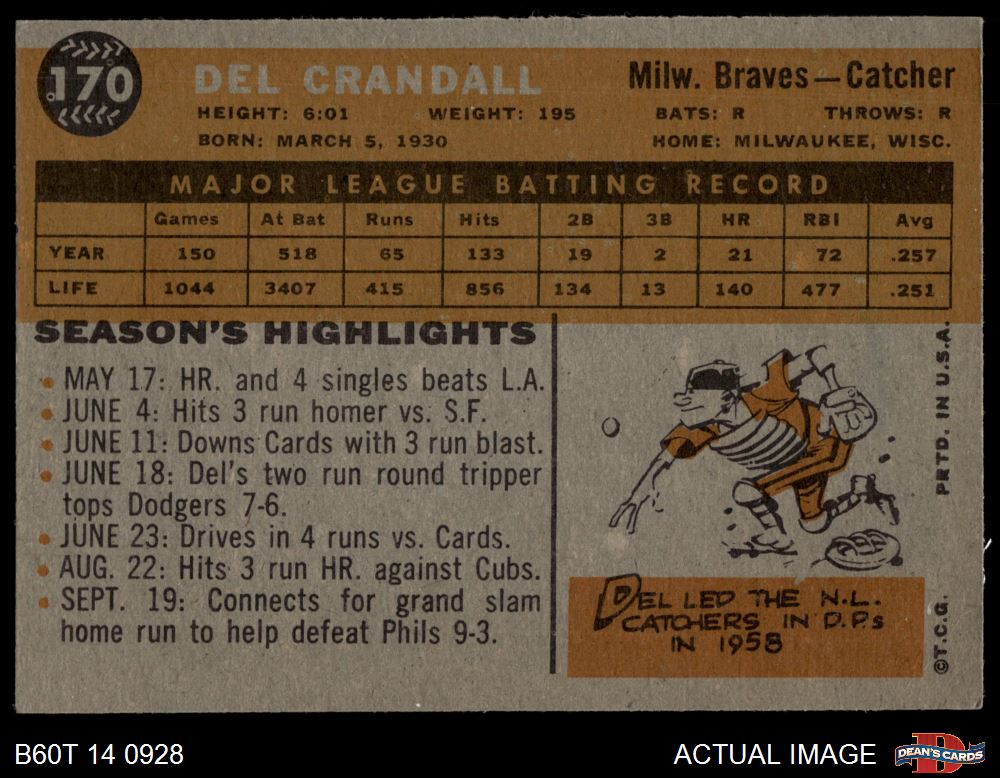 170
DEL CRANDALL
Milw. Braves—Catcher
HEIGHT: 6:01 WEIGHT: 195 BATS: R THROWS: R
BORN: MARCH 5, 1930 HOME: MILWAUKEE, WISC.
MAJOR LEAGUE BATTING RECORD
Games At Bat Runs Hits 2B 3B HR RBI Avg
YEAR 150 518 65 133 19 2 21 72 .257
LIFE 1044 3407 415 856 134 13 140 477 .251
SEASON'S HIGHLIGHTS
• MAY 17: HR. and 4 singles beats L.A.
• JUNE 4: Hits 3 run homer vs. S.F.
• JUNE 11: Downs Cards with 3 run blast.
• JUNE 18: Del's two run round tripper
tops Dodgers 7-6.
• JUNE 23: Drives in 4 runs vs. Cards.
• AUG. 22: Hits 3 run HR. against Cubs.
• SEPT. 19: Connects for grand slam
home run to help defeat Phils 9-3.
DEL LED THE N.L.
CATCHERS IN D.P.s
IN 1958
©T.C.G. PRTD. IN U.S.A.
B60T 14 0928
ACTUAL IMAGE
D
DEAN'S CARDS